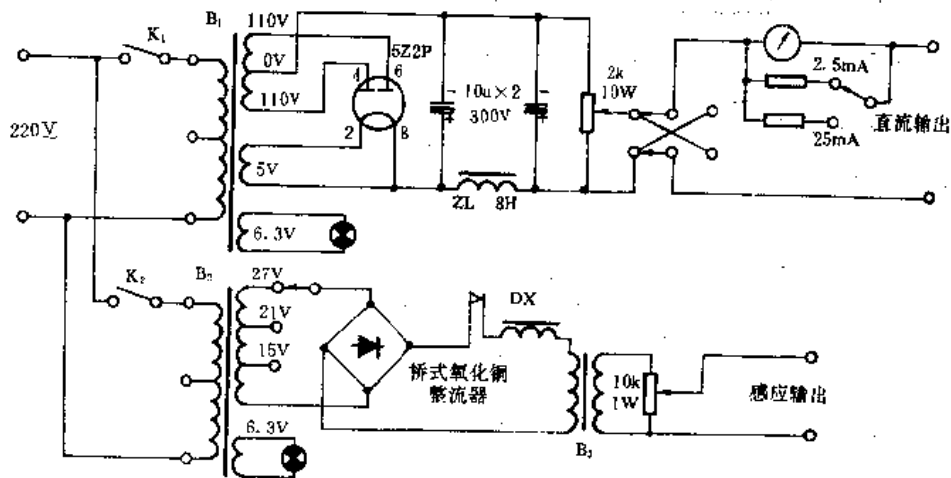 220V
K₁
B₁
110V
0V
110V
5V
6.3V
5Z2P
4
6
2
8
10u×2
300V
ZL 8H
2k
10W
2.5mA
25mA
直流输出
K₂
B₂
27V
21V
15V
6.3V
桥式氧化铜
整流器
DX
B₃
10k
1W
感应输出